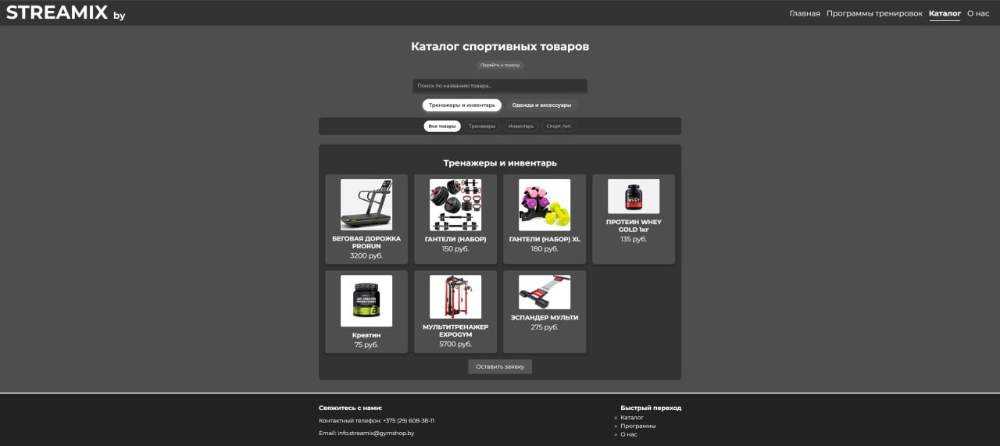 STREAMIX by
Главная Программы тренировок Каталог О нас
Каталог спортивных товаров
Перейти к поиску
Поиск по названию товара...
Тренажеры и инвентарь Одежда и аксессуары
Все товары Тренажеры Инвентарь Спорт. пит.
Тренажеры и инвентарь
БЕГОВАЯ ДОРОЖКА
PRORUN
3200 руб.
ГАНТЕЛИ (НАБОР)
150 руб.
ГАНТЕЛИ (НАБОР) XL
180 руб.
WHEY
ПРОТЕИН WHEY
GOLD 1кг
135 руб.
Креатин
75 руб.
МУЛЬТИТРЕНАЖЕР
EXPOGYM
5700 руб.
ЭСПАНДЕР МУЛЬТИ
275 руб.
Оставить заявку
Свяжитесь с нами:
Контактный телефон: +375 (29) 608-38-11
Email: info.streamix@gymshop.by
Быстрый переход
Каталог
Программы
О нас